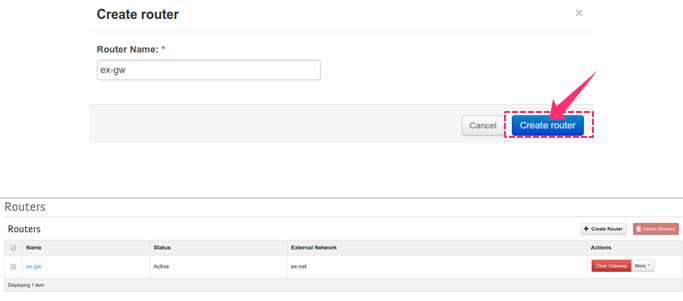 Create router ×
Router Name: *
ex-gw
Cancel Create router
Routers
Routers + Create Router Delete Routers
Name Status External Network Actions
ex-gw Active ex-net Clear Gateway More
Displaying 1 item